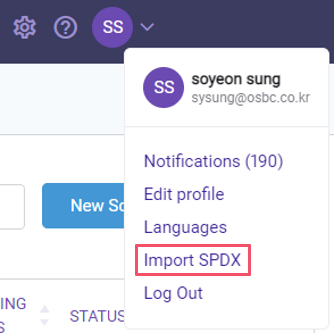 SS
SS
soyeon sung
sysung@osbc.co.kr
Notifications (190)
New
Edit profile
Languages
Import SPDX
Log Out
ING
S
STATUS